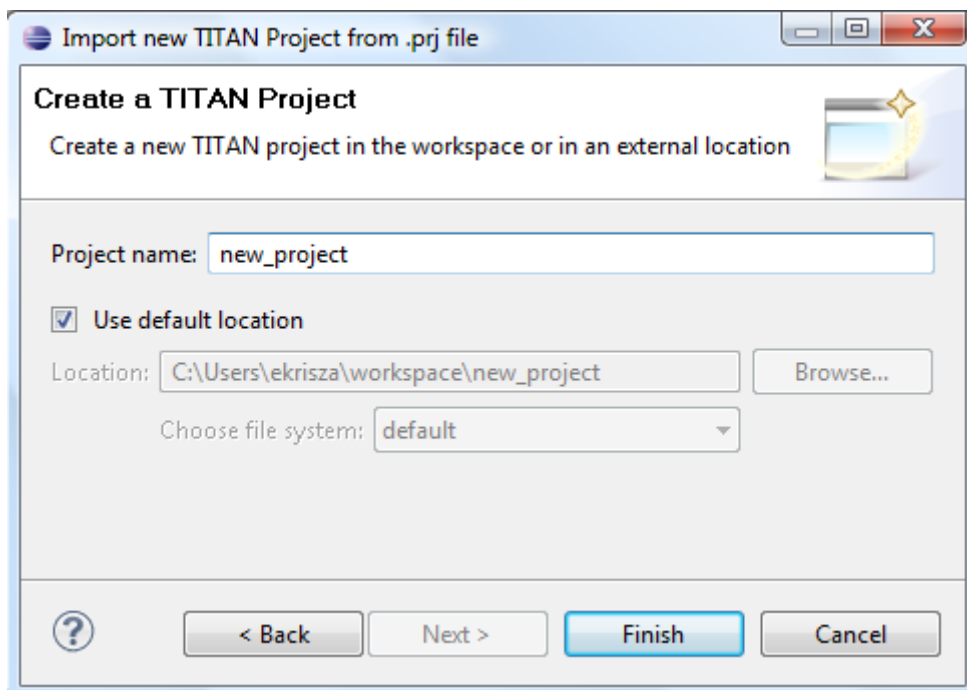 Import new TITAN Project from .prj file
Create a TITAN Project
Create a new TITAN project in the workspace or in an external location
Project name: new_project
Use default location
Location: C:\Users\ekrisza\workspace\new_project Browse...
Choose file system: default
? < Back Next > Finish Cancel